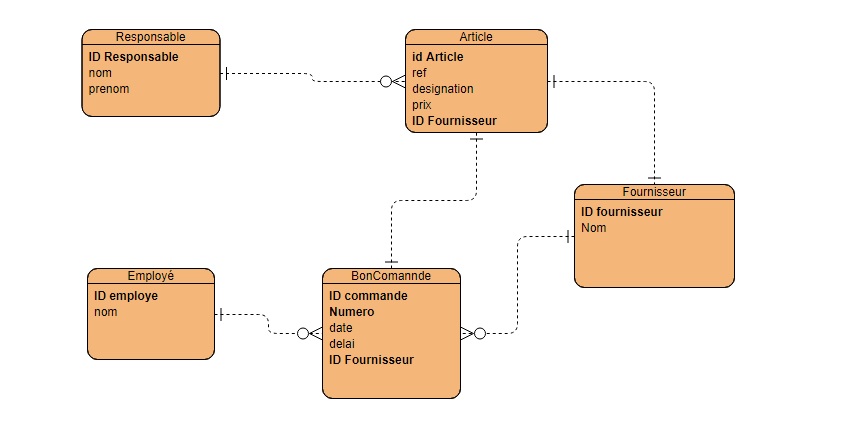 Responsable
ID Responsable
nom
prenom
Article
id Article
ref
designation
prix
ID Fournisseur
Fournisseur
ID fournisseur
Nom
Employé
ID employe
nom
BonComannde
ID commande
Numero
date
delai
ID Fournisseur